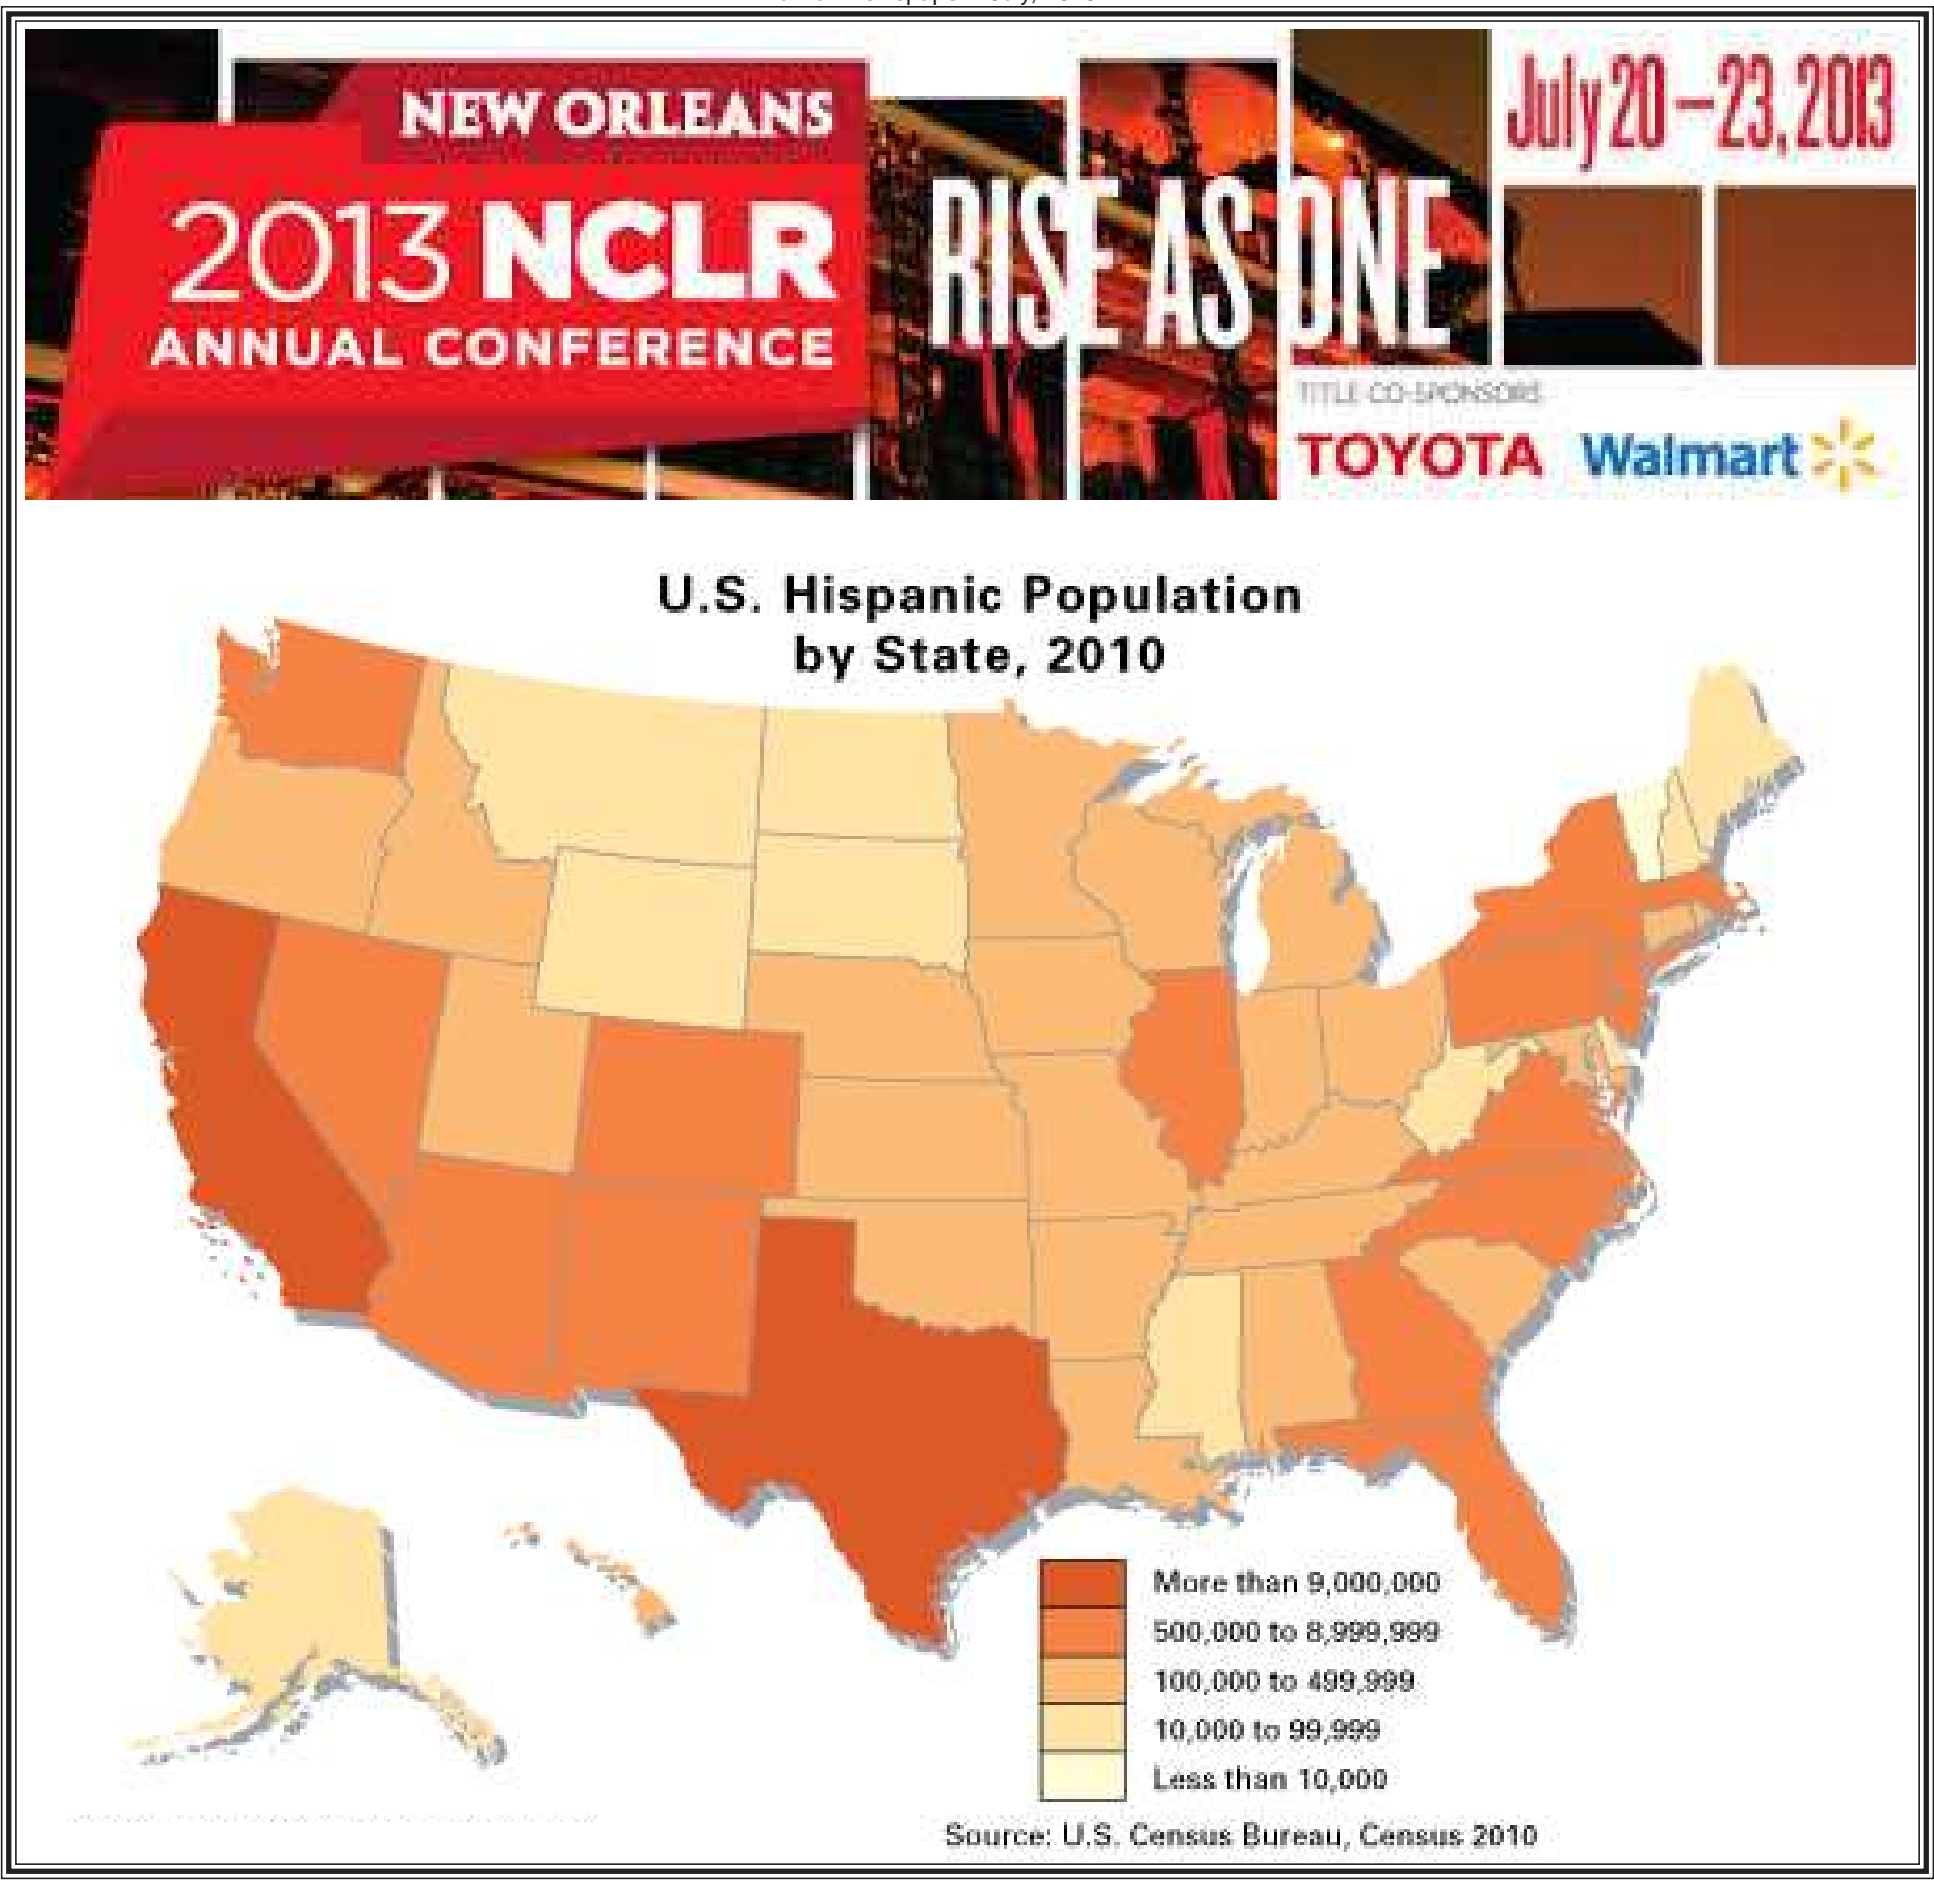 NEW ORLEANS
2013 NCLR
ANNUAL CONFERENCE
RISE AS ONE
July 20 – 23, 2013
TITLE CO-SPONSORS
TOYOTA Walmart
U.S. Hispanic Population
by State, 2010
More than 9,000,000
500,000 to 8,999,999
100,000 to 499,999
10,000 to 99,999
Less than 10,000
Source: U.S. Census Bureau, Census 2010